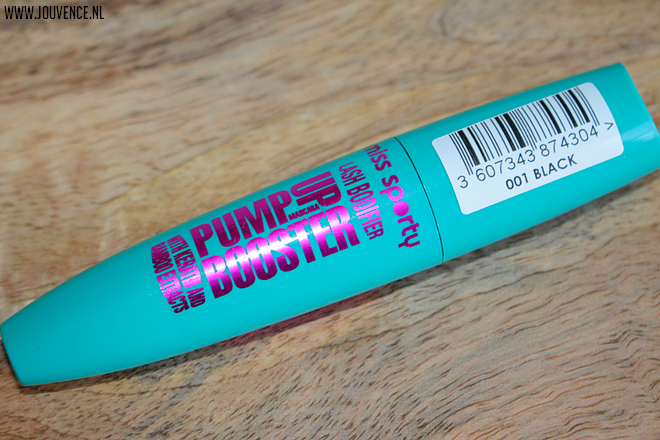 WWW.JOUVENCE.NL
miss sporty
LASH BODIFIER
PUMP UP
MASCARA
BOOSTER
WITH KERATIN AND
BAMBOO EXTRACTS
3 607343 874304 >
001 BLACK